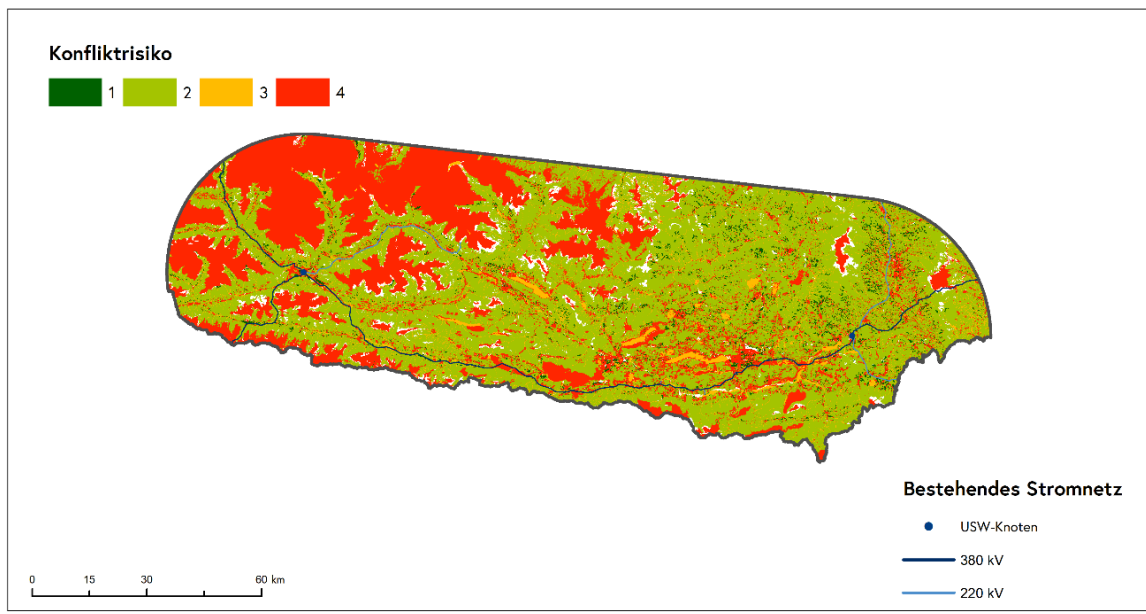 Konfliktrisiko
1 2 3 4
Bestehendes Stromnetz
USW-Knoten
380 kV
220 kV
0 15 30 60 km